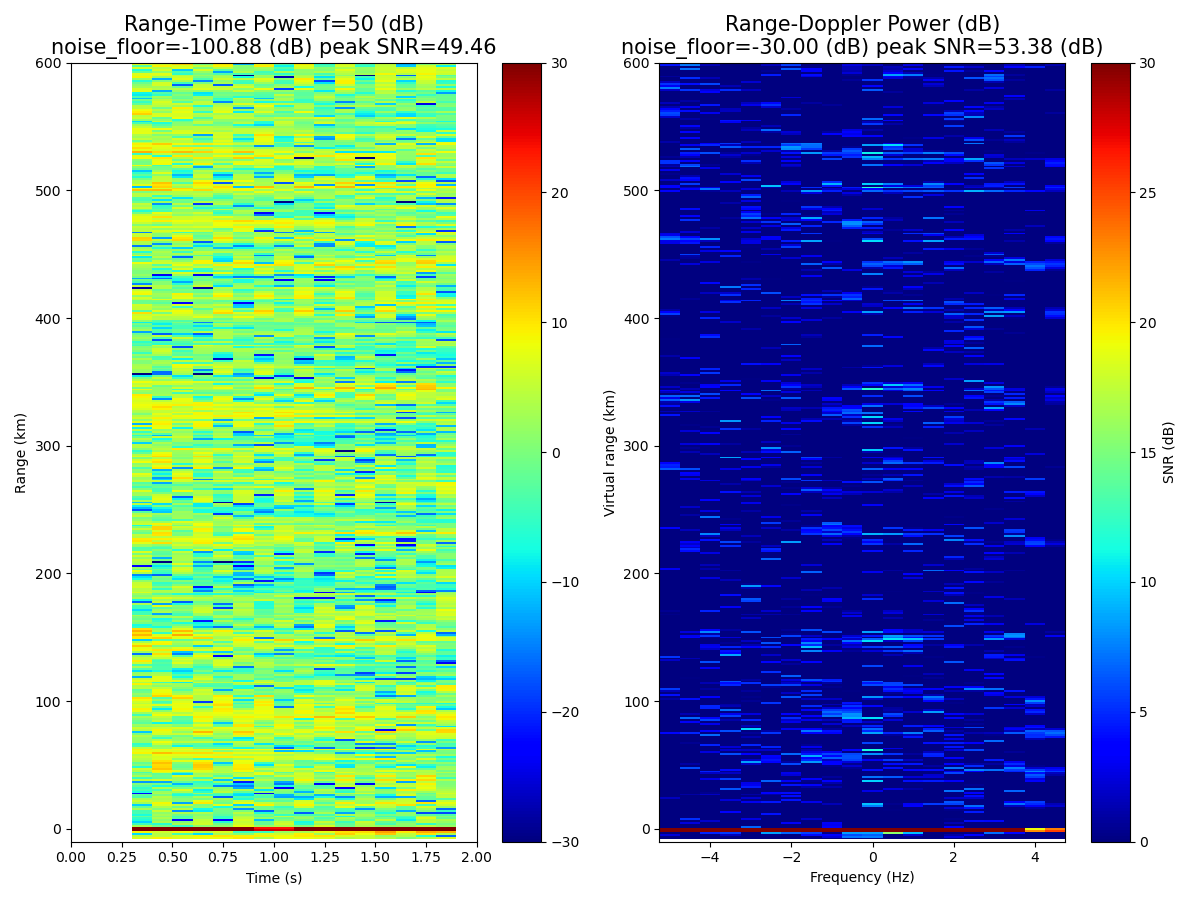 Range-Time Power f=50 (dB)
noise_floor=-100.88 (dB) peak SNR=49.46
600
500
400
300
200
100
0
Range (km)
0.00 0.25 0.50 0.75 1.00 1.25 1.50 1.75 2.00
Time (s)
30
20
10
0
−10
−20
−30
Range-Doppler Power (dB)
noise_floor=-30.00 (dB) peak SNR=53.38 (dB)
600
500
400
300
200
100
0
Virtual range (km)
−4 −2 0 2 4
Frequency (Hz)
30
25
20
15
10
5
0
SNR (dB)